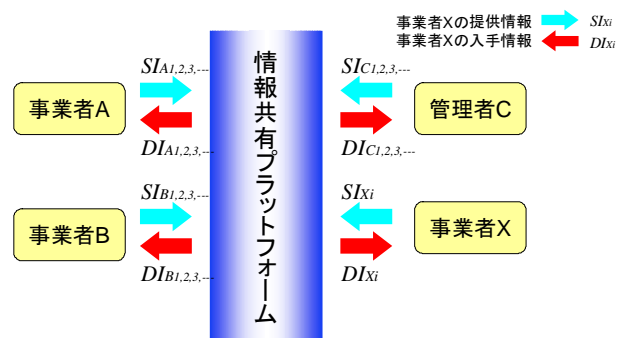 事業者Xの提供情報 SIXi
事業者Xの入手情報 DIXi
SIA1,2,3,---
事業者A
DIA1,2,3,---
SIB1,2,3,---
事業者B
DIB1,2,3,---
情報共有プラットフォーム
SIC1,2,3,---
管理者C
DIC1,2,3,---
SIXi
事業者X
DIXi